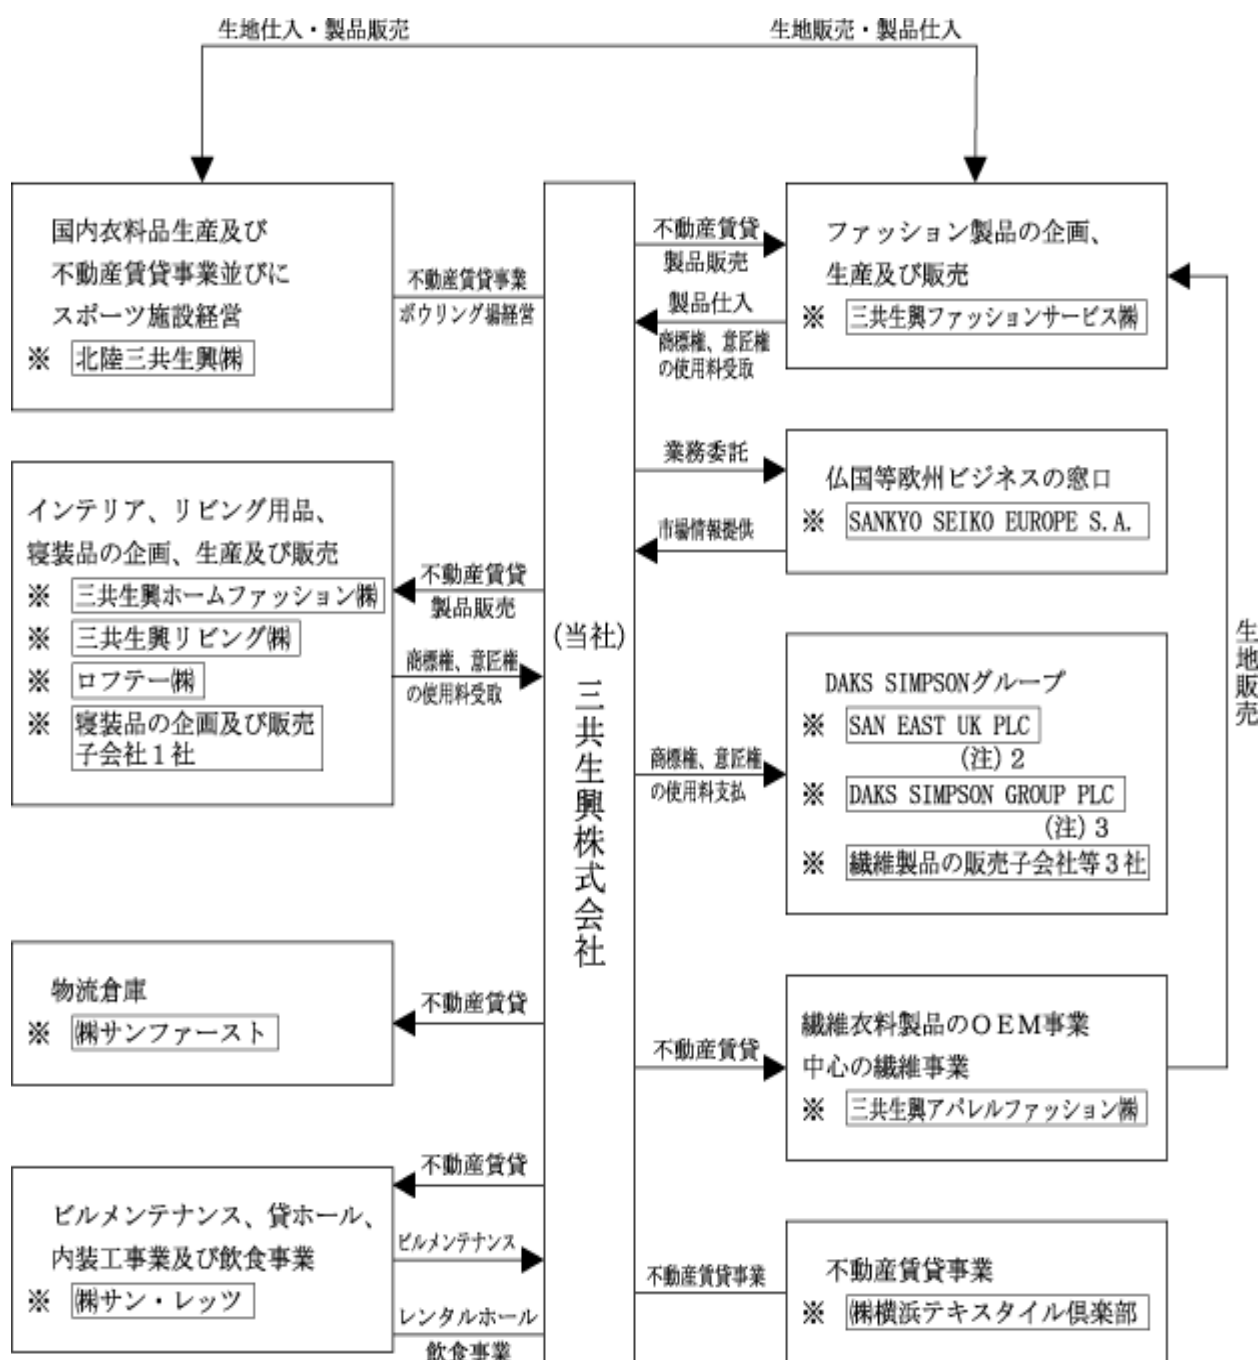 生地仕入・製品販売
生地販売・製品仕入
国内衣料品生産及び
不動産賃貸事業並びに
スポーツ施設経営
※ 北陸三共生興㈱
不動産賃貸事業
ボウリング場経営
インテリア、リビング用品、
寝装品の企画、生産及び販売
※ 三共生興ホームファッション㈱
※ 三共生興リビング㈱
※ ロフテー㈱
※ 寝装品の企画及び販売
子会社１社
不動産賃貸
製品販売
商標権、意匠権
の使用料受取
物流倉庫
※ ㈱サンファースト
不動産賃貸
ビルメンテナンス、貸ホール、
内装工事業及び飲食事業
※ ㈱サン・レッツ
不動産賃貸
ビルメンテナンス
レンタルホール
飲食事業
(当社)
三共生興株式会社
不動産賃貸
製品販売
製品仕入
商標権、意匠権
の使用料受取
ファッション製品の企画、
生産及び販売
※ 三共生興ファッションサービス㈱
業務委託
市場情報提供
仏国等欧州ビジネスの窓口
※ SANKYO SEIKO EUROPE S.A.
商標権、意匠権
の使用料支払
DAKS SIMPSONグループ
※ SAN EAST UK PLC
(注)２
※ DAKS SIMPSON GROUP PLC
(注)３
※ 繊維製品の販売子会社等３社
不動産賃貸
繊維衣料製品のＯＥＭ事業
中心の繊維事業
※ 三共生興アパレルファッション㈱
生地販売
不動産賃貸事業
不動産賃貸事業
※ ㈱横浜テキスタイル倶楽部